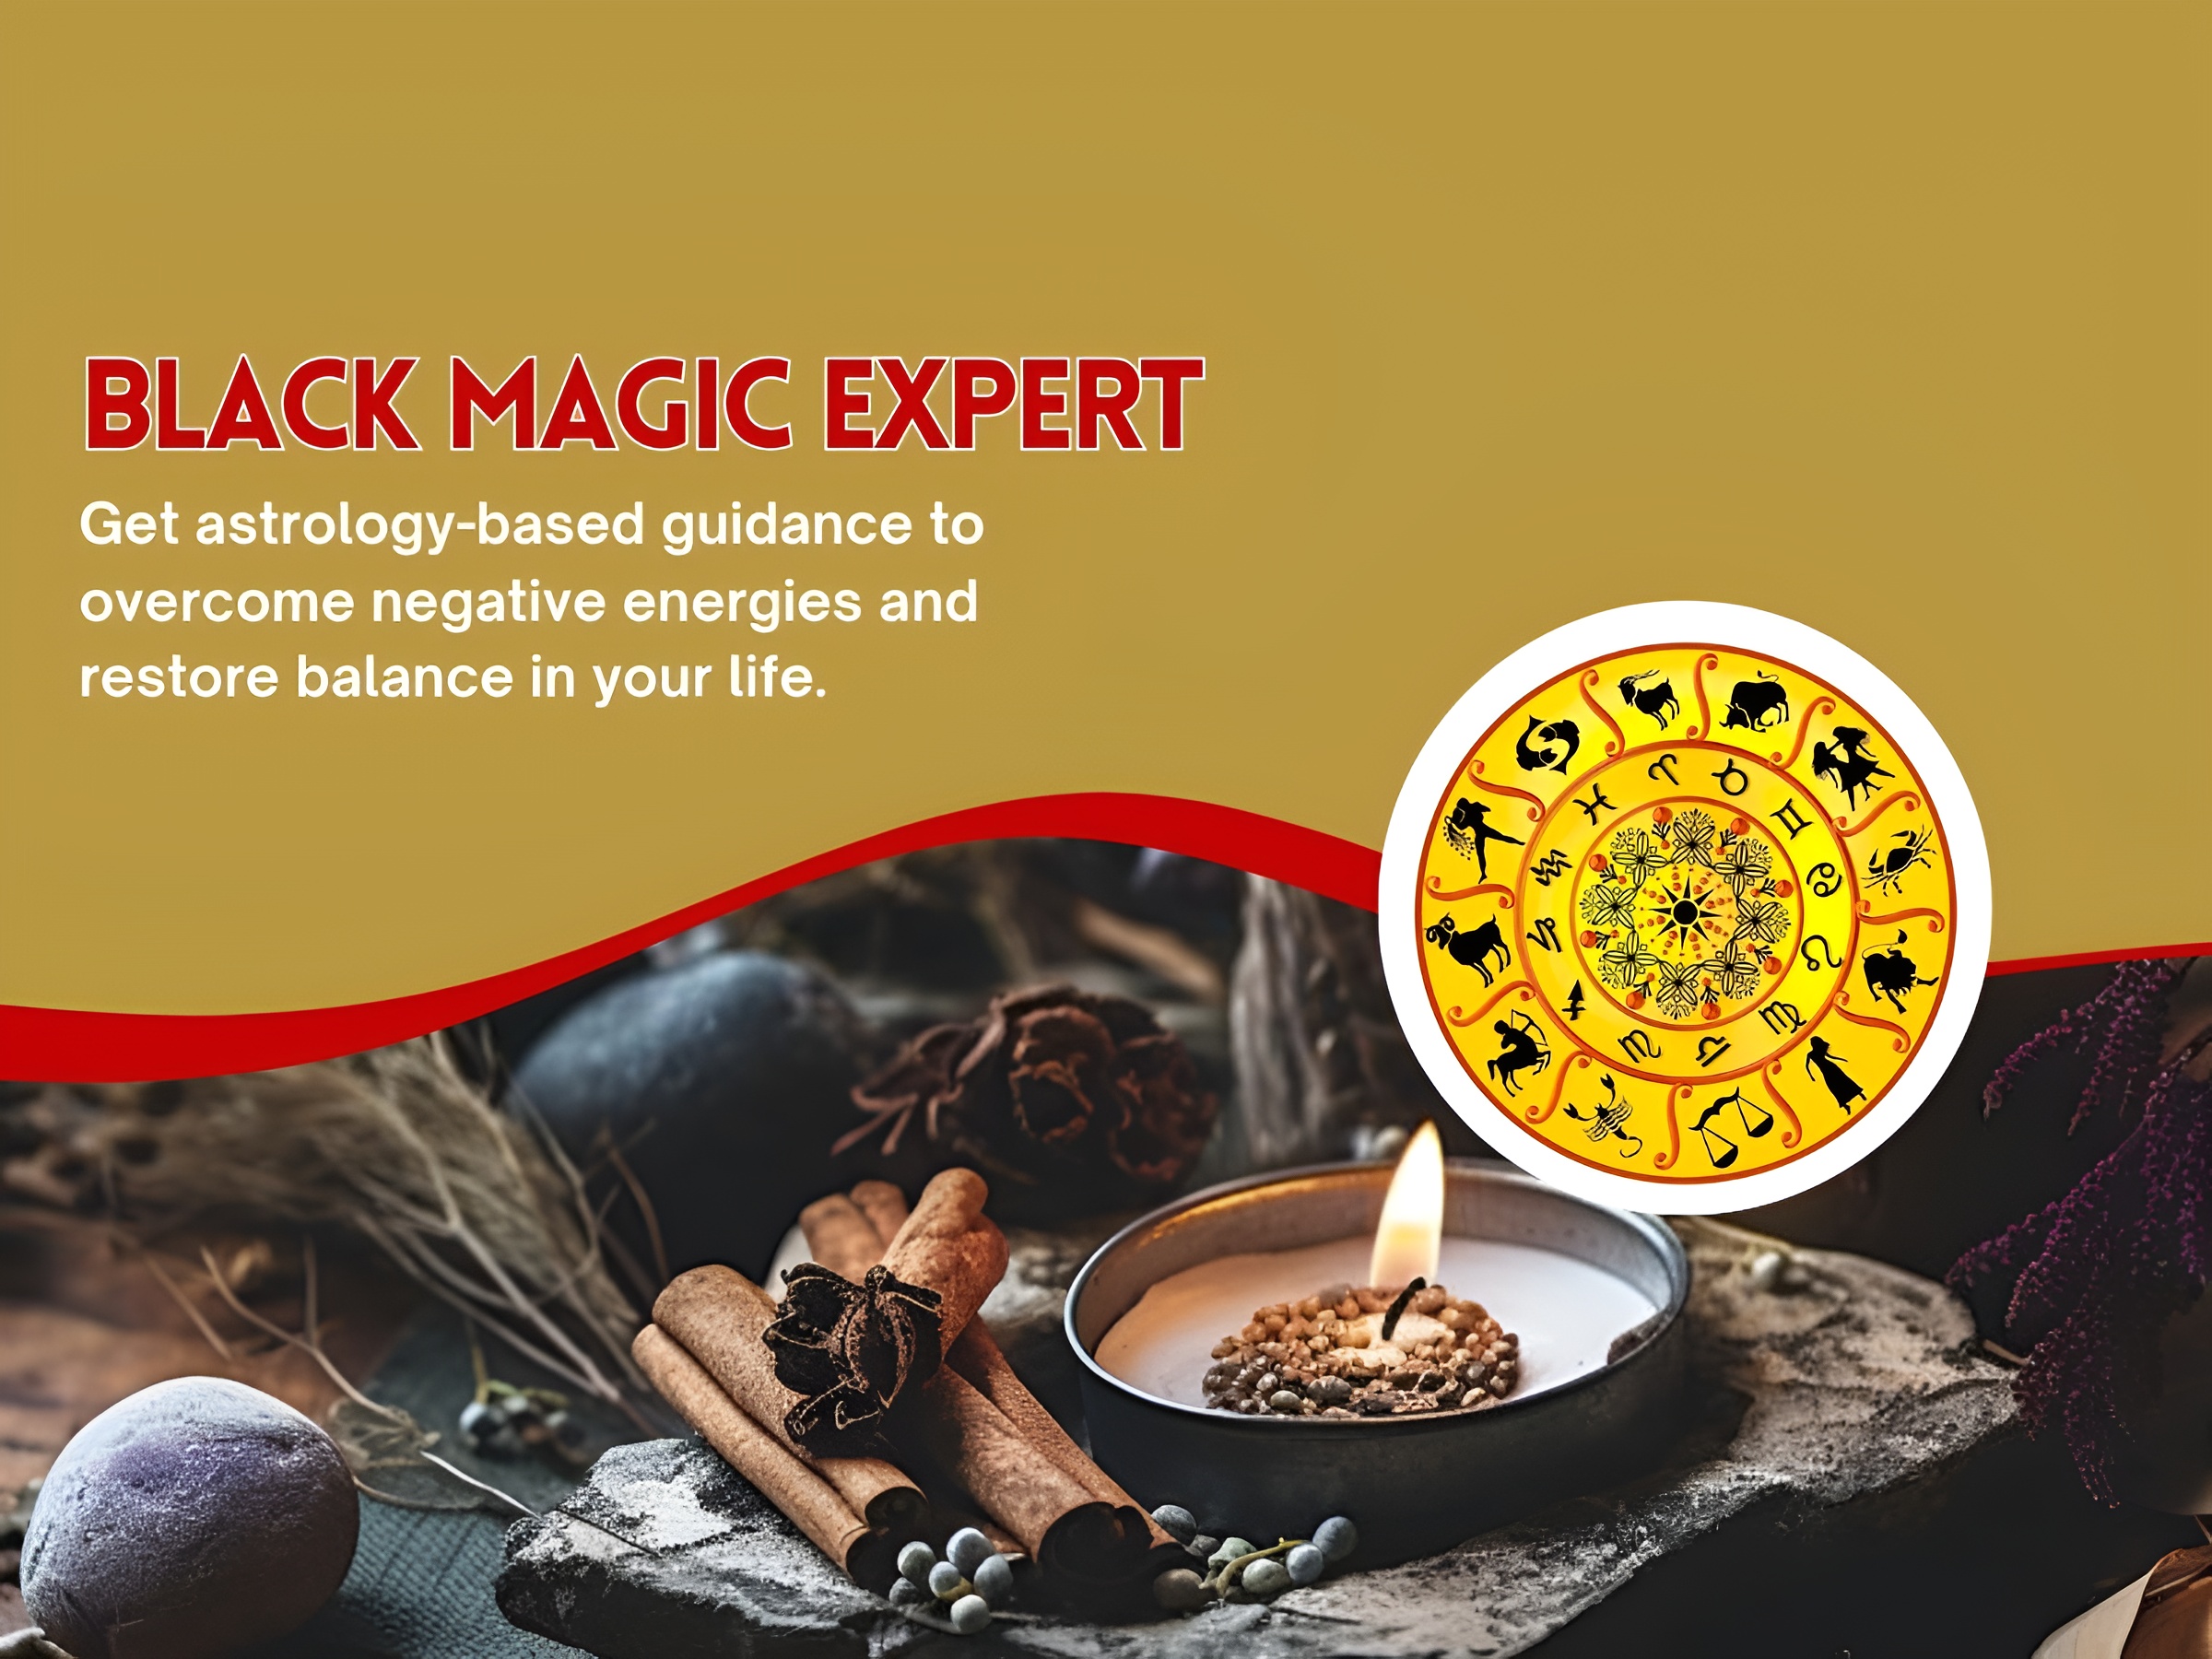 BLACK MAGIC EXPERT
Get astrology-based guidance to
overcome negative energies and
restore balance in your life.